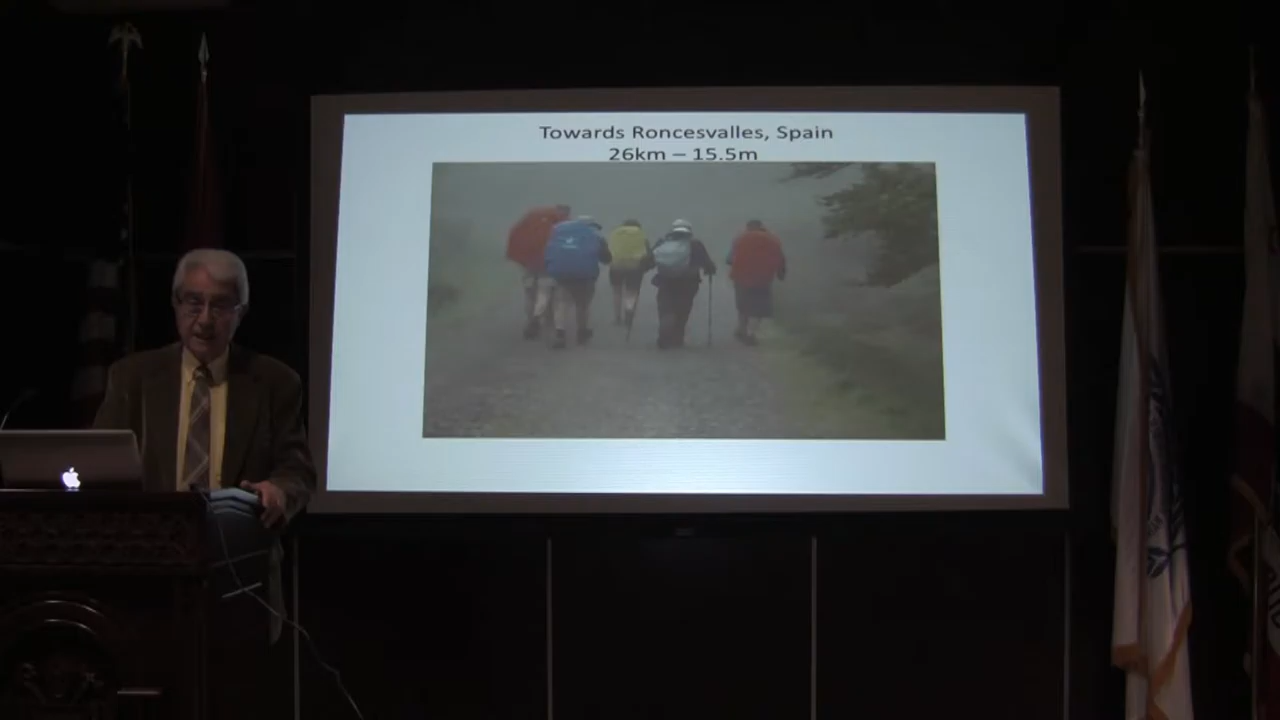 Towards Roncesvalles, Spain
26km – 15.5m